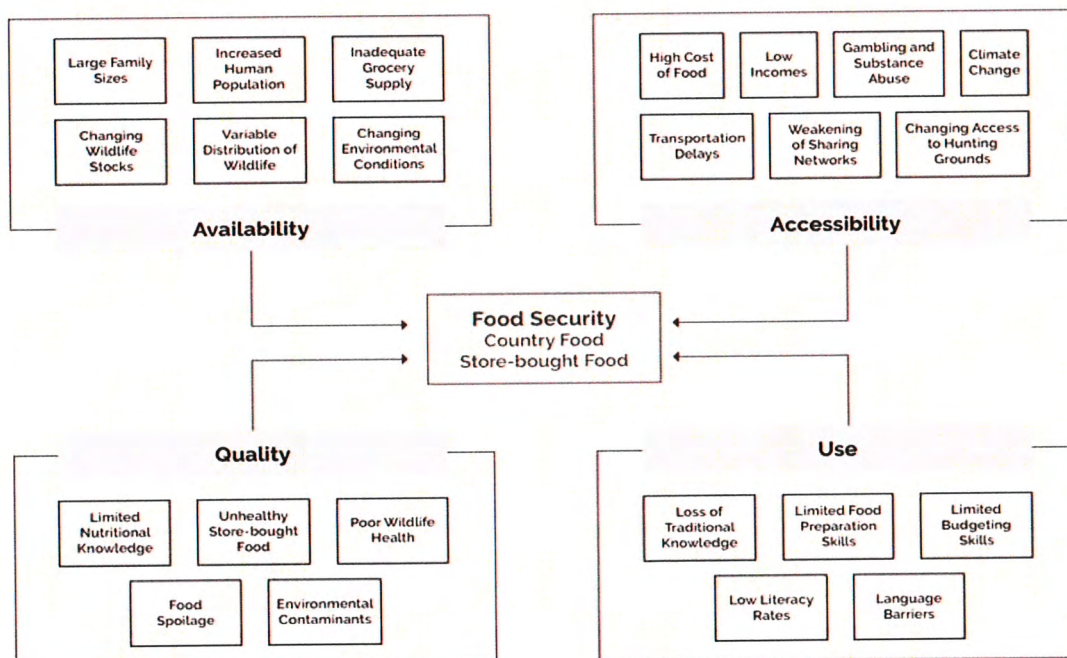 Large Family
Sizes
Increased
Human
Population
Inadequate
Grocery
Supply
Changing
Wildlife
Stocks
Variable
Distribution of
Wildlife
Changing
Environmental
Conditions
Availability
High Cost
of Food
Low
Incomes
Gambling and
Substance
Abuse
Climate
Change
Transportation
Delays
Weakening
of Sharing
Networks
Changing Access
to Hunting
Grounds
Accessibility
Food Security
Country Food
Store-bought Food
Quality
Limited
Nutritional
Knowledge
Unhealthy
Store-bought
Food
Poor Wildlife
Health
Food
Spoilage
Environmental
Contaminants
Use
Loss of
Traditional
Knowledge
Limited Food
Preparation
Skills
Limited
Budgeting
Skills
Low Literacy
Rates
Language
Barriers